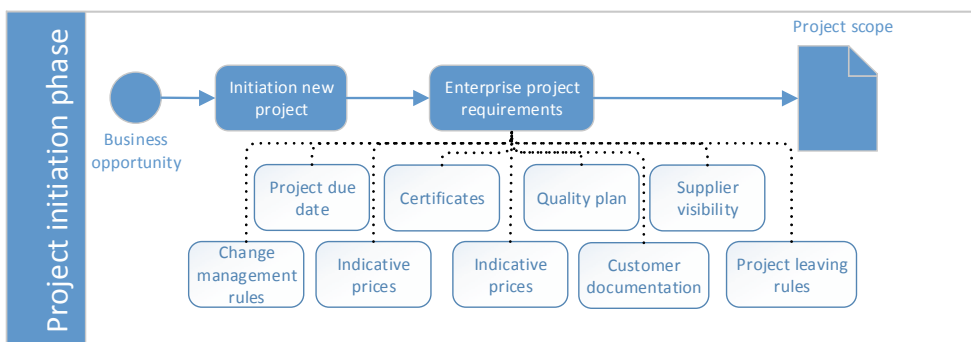 Project initiation phase
Project scope
Initiation new
project
Enterprise project
requirements
Business
opportunity
Project due
date
Certificates
Quality plan
Supplier
visibility
Change
management
rules
Indicative
prices
Indicative
prices
Customer
documentation
Project leaving
rules